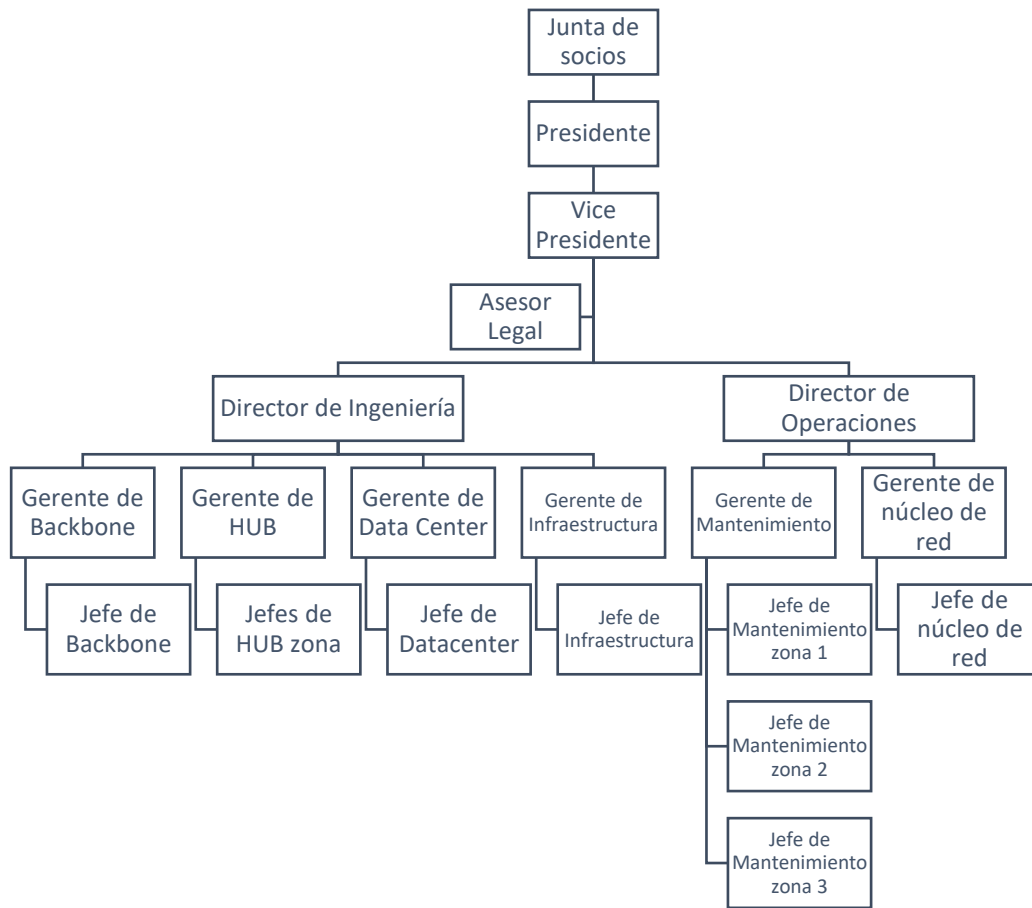 Junta de
socios
Presidente
Vice
Presidente
Asesor
Legal
Director de Ingeniería
Director de
Operaciones
Gerente de
Backbone
Gerente de
HUB
Gerente de
Data Center
Gerente de
Infraestructura
Gerente de
Mantenimiento
Gerente de
núcleo de
red
Jefe de
Backbone
Jefes de
HUB zona
Jefe de
Datacenter
Jefe de
Infraestructura
Jefe de
Mantenimiento
zona 1
Jefe de
núcleo de
red
Jefe de
Mantenimiento
zona 2
Jefe de
Mantenimiento
zona 3